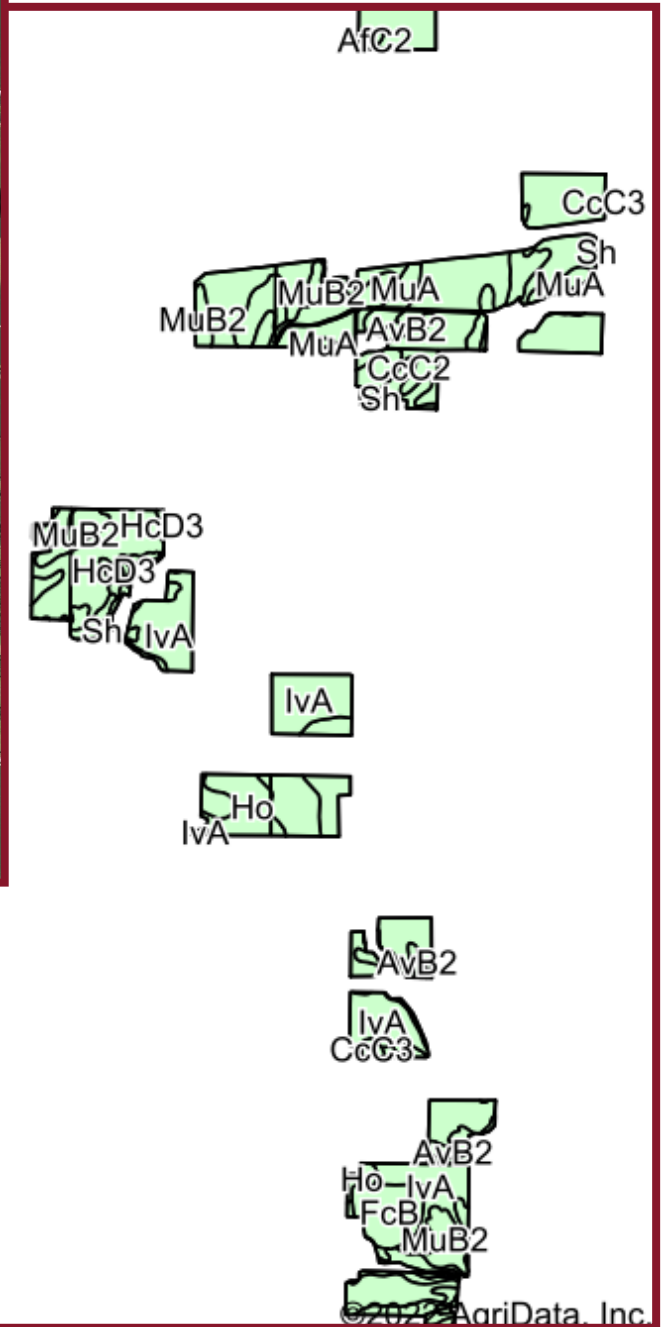 AfC2
CcC3
Sh
MuA
MuB2
MuA
MuB2
AvB2
MuA
CcC2
Sh
HcD3
MuB2
HcD3
Sh
IvA
IvA
Ho
IvA
AvB2
IvA
CcC3
AvB2
Ho
IvA
FcB
MuB2
AgriData, Inc.